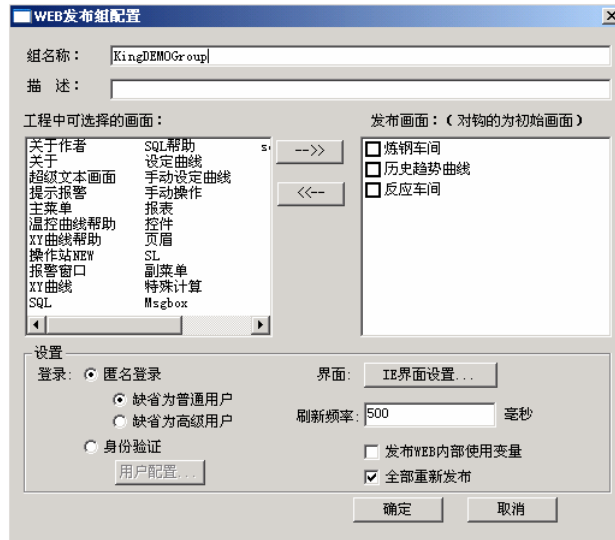 WEB发布组配置
组名称： KingDEMOGroup
描 述：
工程中可选择的画面：
发布画面：（对钩的为初始画面）
关于作者 SQL帮助
关于 设定曲线
超级文本画面 手动设定曲线
提示报警 手动操作
主菜单 报表
温控曲线帮助 控件
XY曲线帮助 页眉
操作站NEW SL
报警窗口 副菜单
XY曲线 特殊计算
SQL Msgbox
-->>
<<--
炼钢车间
历史趋势曲线
反应车间
设置
登录: 匿名登录
缺省为普通用户
缺省为高级用户
身份验证
用户配置...
界面: IE界面设置...
刷新频率: 500 毫秒
发布WEB内部使用变量
全部重新发布
确定 取消